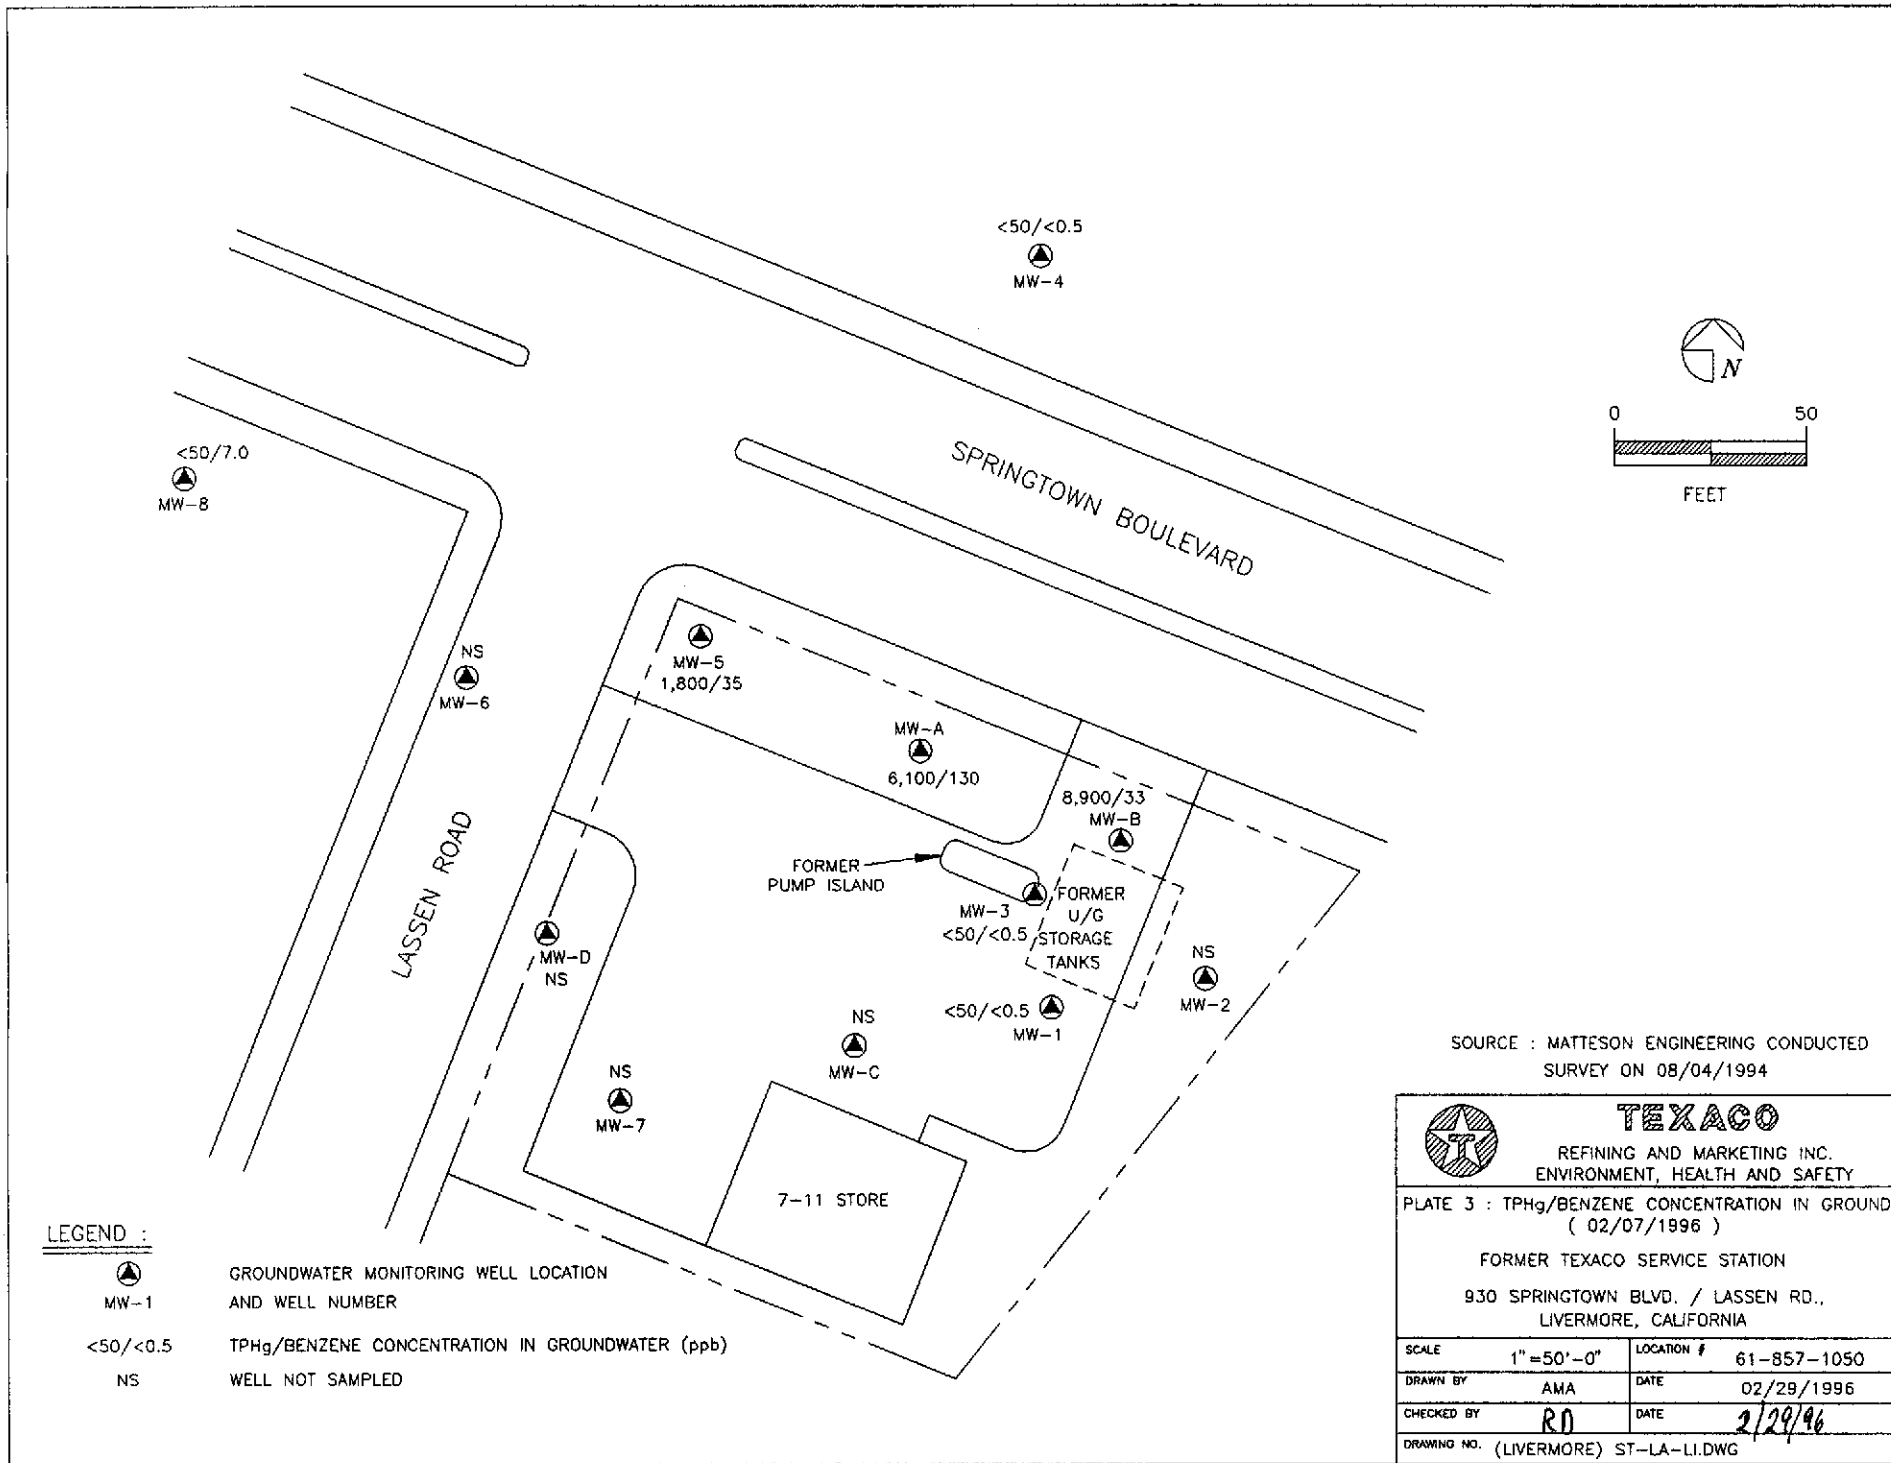 <50/<0.5
MW-4
N
0 50
FEET
SPRINGTOWN BOULEVARD
<50/7.0
MW-8
NS
MW-6
MW-5
1,800/35
MW-A
6,100/130
8,900/33
MW-B
FORMER
PUMP ISLAND
MW-3
<50/<0.5
FORMER
U/G
STORAGE
TANKS
LASSEN ROAD
MW-D
NS
NS
MW-2
<50/<0.5
MW-1
NS
MW-C
NS
MW-7
7-11 STORE
SOURCE : MATTESON ENGINEERING CONDUCTED
SURVEY ON 08/04/1994
LEGEND :
GROUNDWATER MONITORING WELL LOCATION
MW-1 AND WELL NUMBER
<50/<0.5 TPHg/BENZENE CONCENTRATION IN GROUNDWATER (ppb)
NS WELL NOT SAMPLED
T
TEXACO
REFINING AND MARKETING INC.
ENVIRONMENT, HEALTH AND SAFETY
PLATE 3 : TPHg/BENZENE CONCENTRATION IN GROUND
( 02/07/1996 )
FORMER TEXACO SERVICE STATION
930 SPRINGTOWN BLVD. / LASSEN RD.,
LIVERMORE, CALIFORNIA
SCALE 1"=50'-0" LOCATION # 61-857-1050
DRAWN BY AMA DATE 02/29/1996
CHECKED BY RD DATE 2/29/96
DRAWING NO. (LIVERMORE) ST-LA-LI.DWG